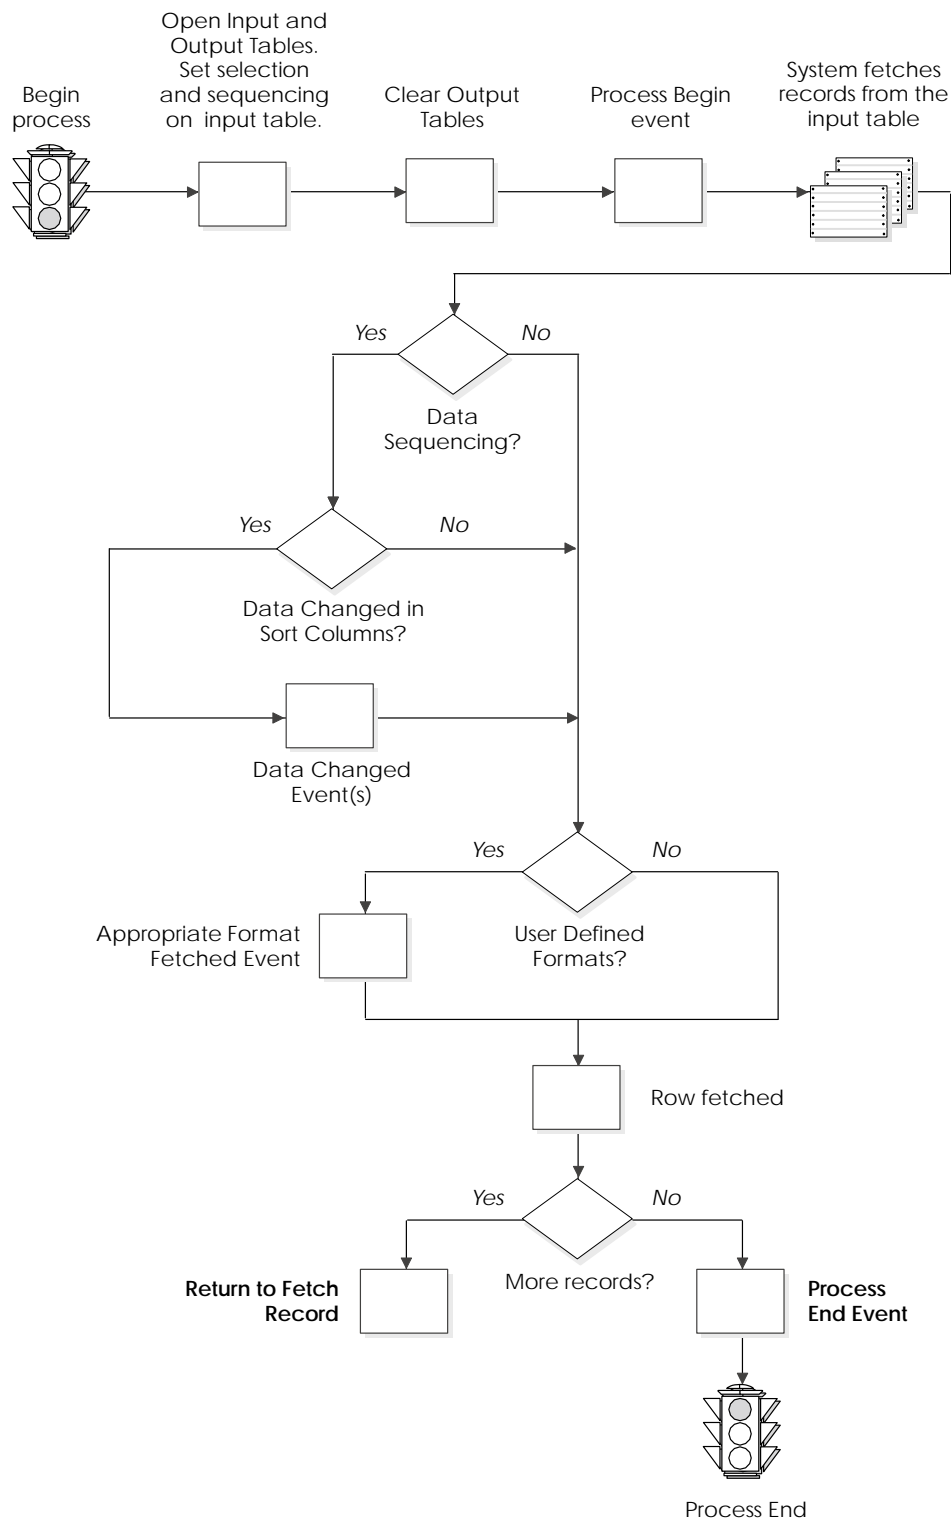 Begin
process
Open Input and
Output Tables.
Set selection
and sequencing
on input table.
Clear Output
Tables
Process Begin
event
System fetches
records from the
input table
Yes
No
Data
Sequencing?
Yes
No
Data Changed in
Sort Columns?
Data Changed
Event(s)
Yes
No
Appropriate Format
Fetched Event
User Defined
Formats?
Row fetched
Yes
No
More records?
Return to Fetch
Record
Process
End Event
Process End